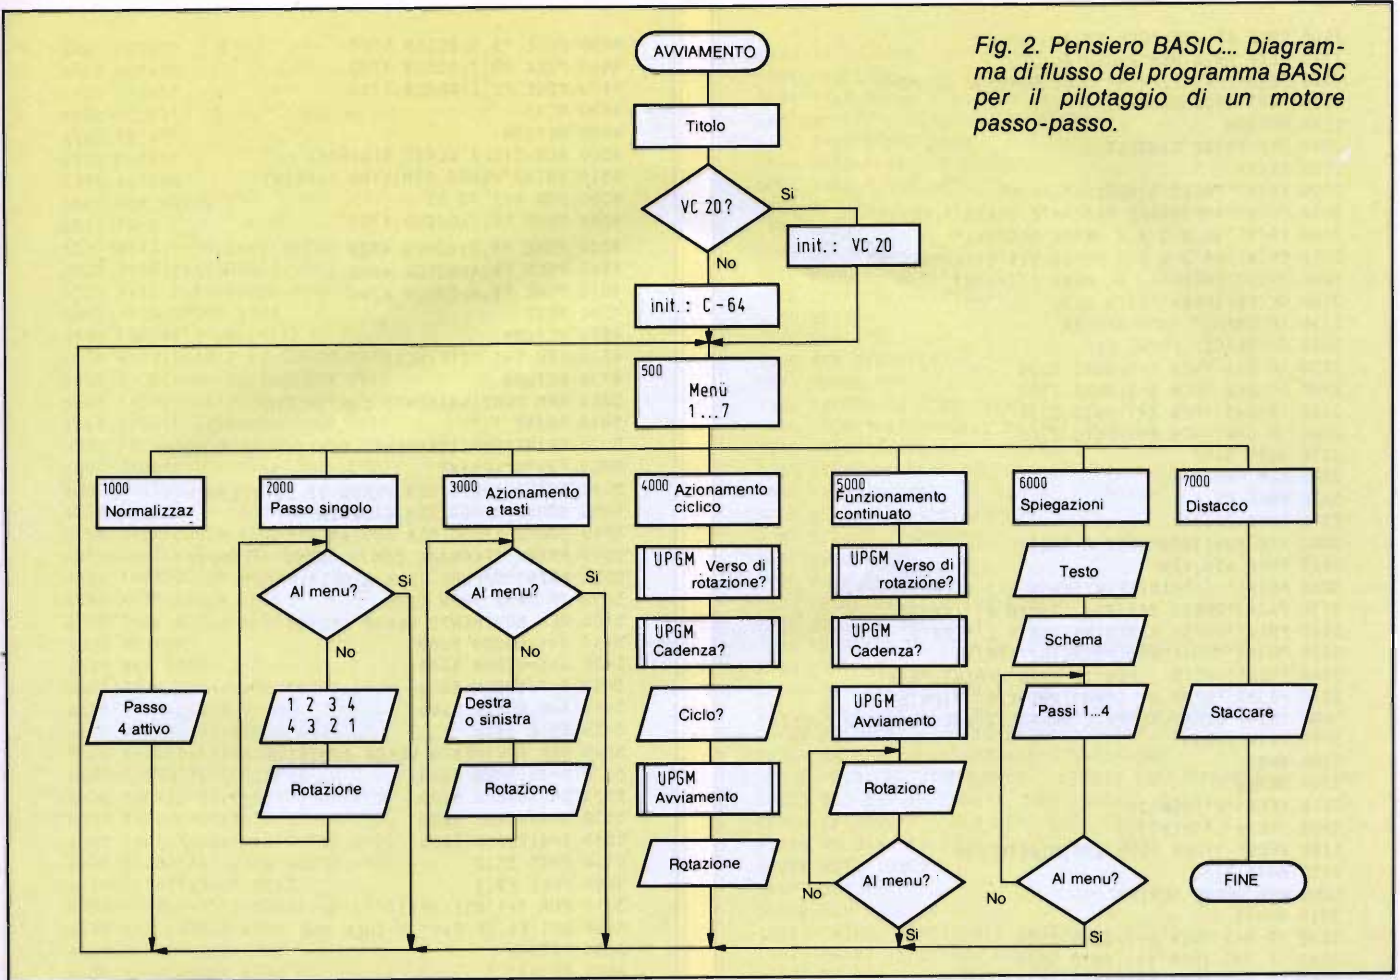 AVVIAMENTO
Fig. 2. Pensiero BASIC... Diagram-
ma di flusso del programma BASIC
per il pilotaggio di un motore
passo-passo.
Titolo
VC 20?
Si
init.: VC 20
No
init.: C-64
500
Menü
1...7
1000
Normalizzaz
2000
Passo singolo
3000 Azionamento
a tasti
4000 Azionamento
ciclico
5000
Funzionamento
continuato
6000
Spiegazioni
7000
Distacco
Al menu?
Si
No
Al menu?
Si
No
UPGM Verso di
rotazione?
UPGM Verso di
rotazione?
Testo
UPGM
Cadenza?
UPGM
Cadenza?
Schema
Passo
4 attivo
1 2 3 4
4 3 2 1
Destra
o sinistra
Ciclo?
UPGM
Avviamento
Passi 1...4
Staccare
Rotazione
Rotazione
UPGM
Avviamento
Rotazione
Rotazione
Al menu?
No
Si
Al menu?
No
Si
FINE